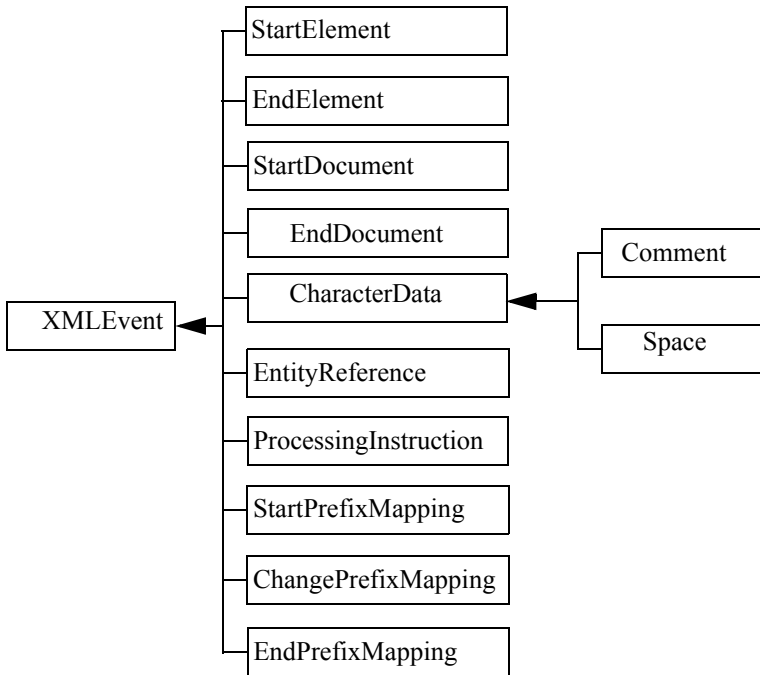 StartElement
EndElement
StartDocument
EndDocument
CharacterData
XMLEvent
EntityReference
ProcessingInstruction
StartPrefixMapping
ChangePrefixMapping
EndPrefixMapping
Comment
Space